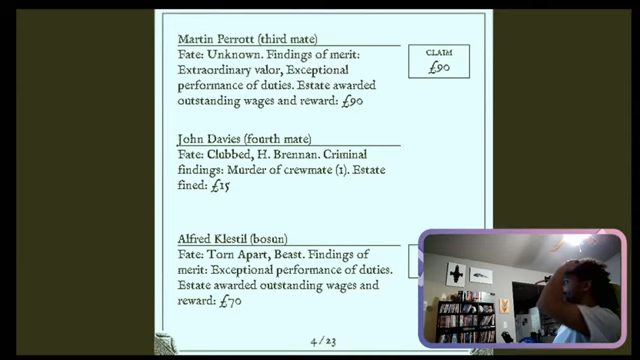 Martin Perrott (third mate)
Fate: Unknown. Findings of merit:
Extraordinary valor, Exceptional
performance of duties. Estate awarded
outstanding wages and reward: £90
CLAIM
£90
John Davies (fourth mate)
Fate: Clubbed, H. Brennan. Criminal
findings: Murder of crewmate (1). Estate
fined: £15
Alfred Klestil (bosun)
Fate: Torn Apart, Beast. Findings of
merit: Exceptional performance of duties.
Estate awarded outstanding wages and
reward: £70
4/23